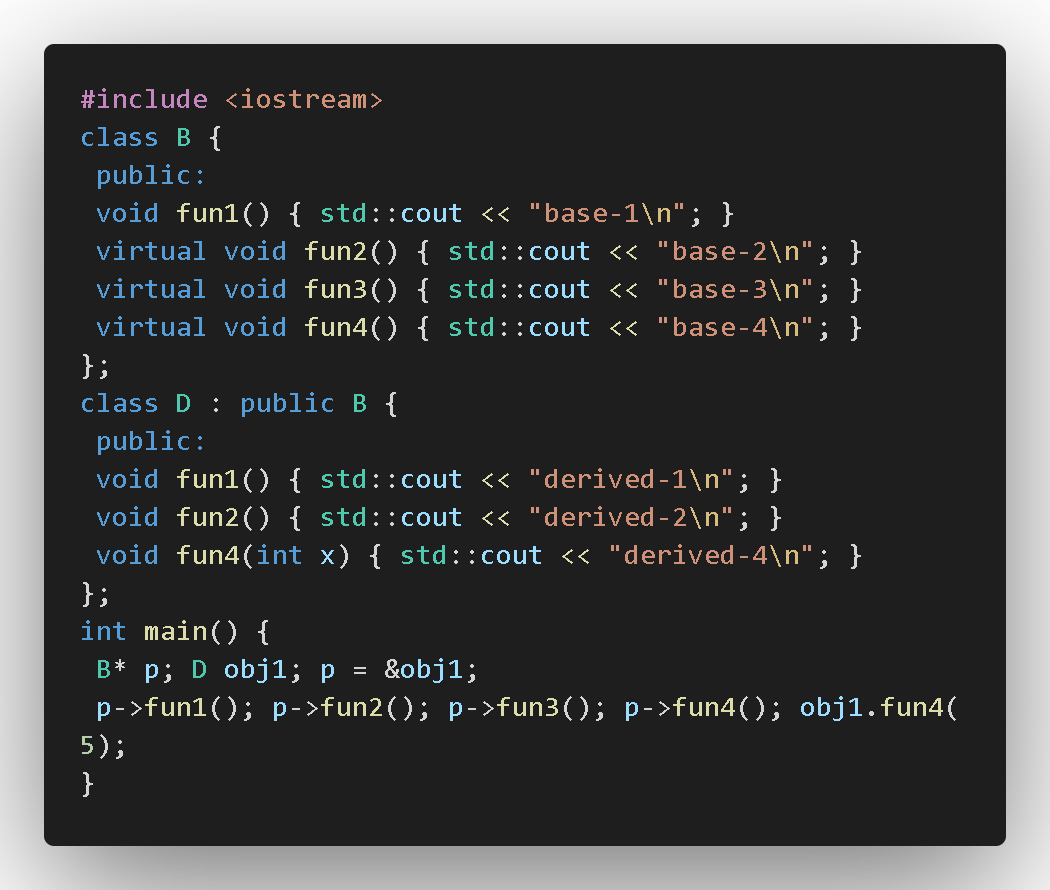 #include <iostream>
class B {
 public:
 void fun1() { std::cout << "base-1\n"; }
 virtual void fun2() { std::cout << "base-2\n"; }
 virtual void fun3() { std::cout << "base-3\n"; }
 virtual void fun4() { std::cout << "base-4\n"; }
};
class D : public B {
 public:
 void fun1() { std::cout << "derived-1\n"; }
 void fun2() { std::cout << "derived-2\n"; }
 void fun4(int x) { std::cout << "derived-4\n"; }
};
int main() {
 B* p; D obj1; p = &obj1;
 p->fun1(); p->fun2(); p->fun3(); p->fun4(); obj1.fun4(
5);
}